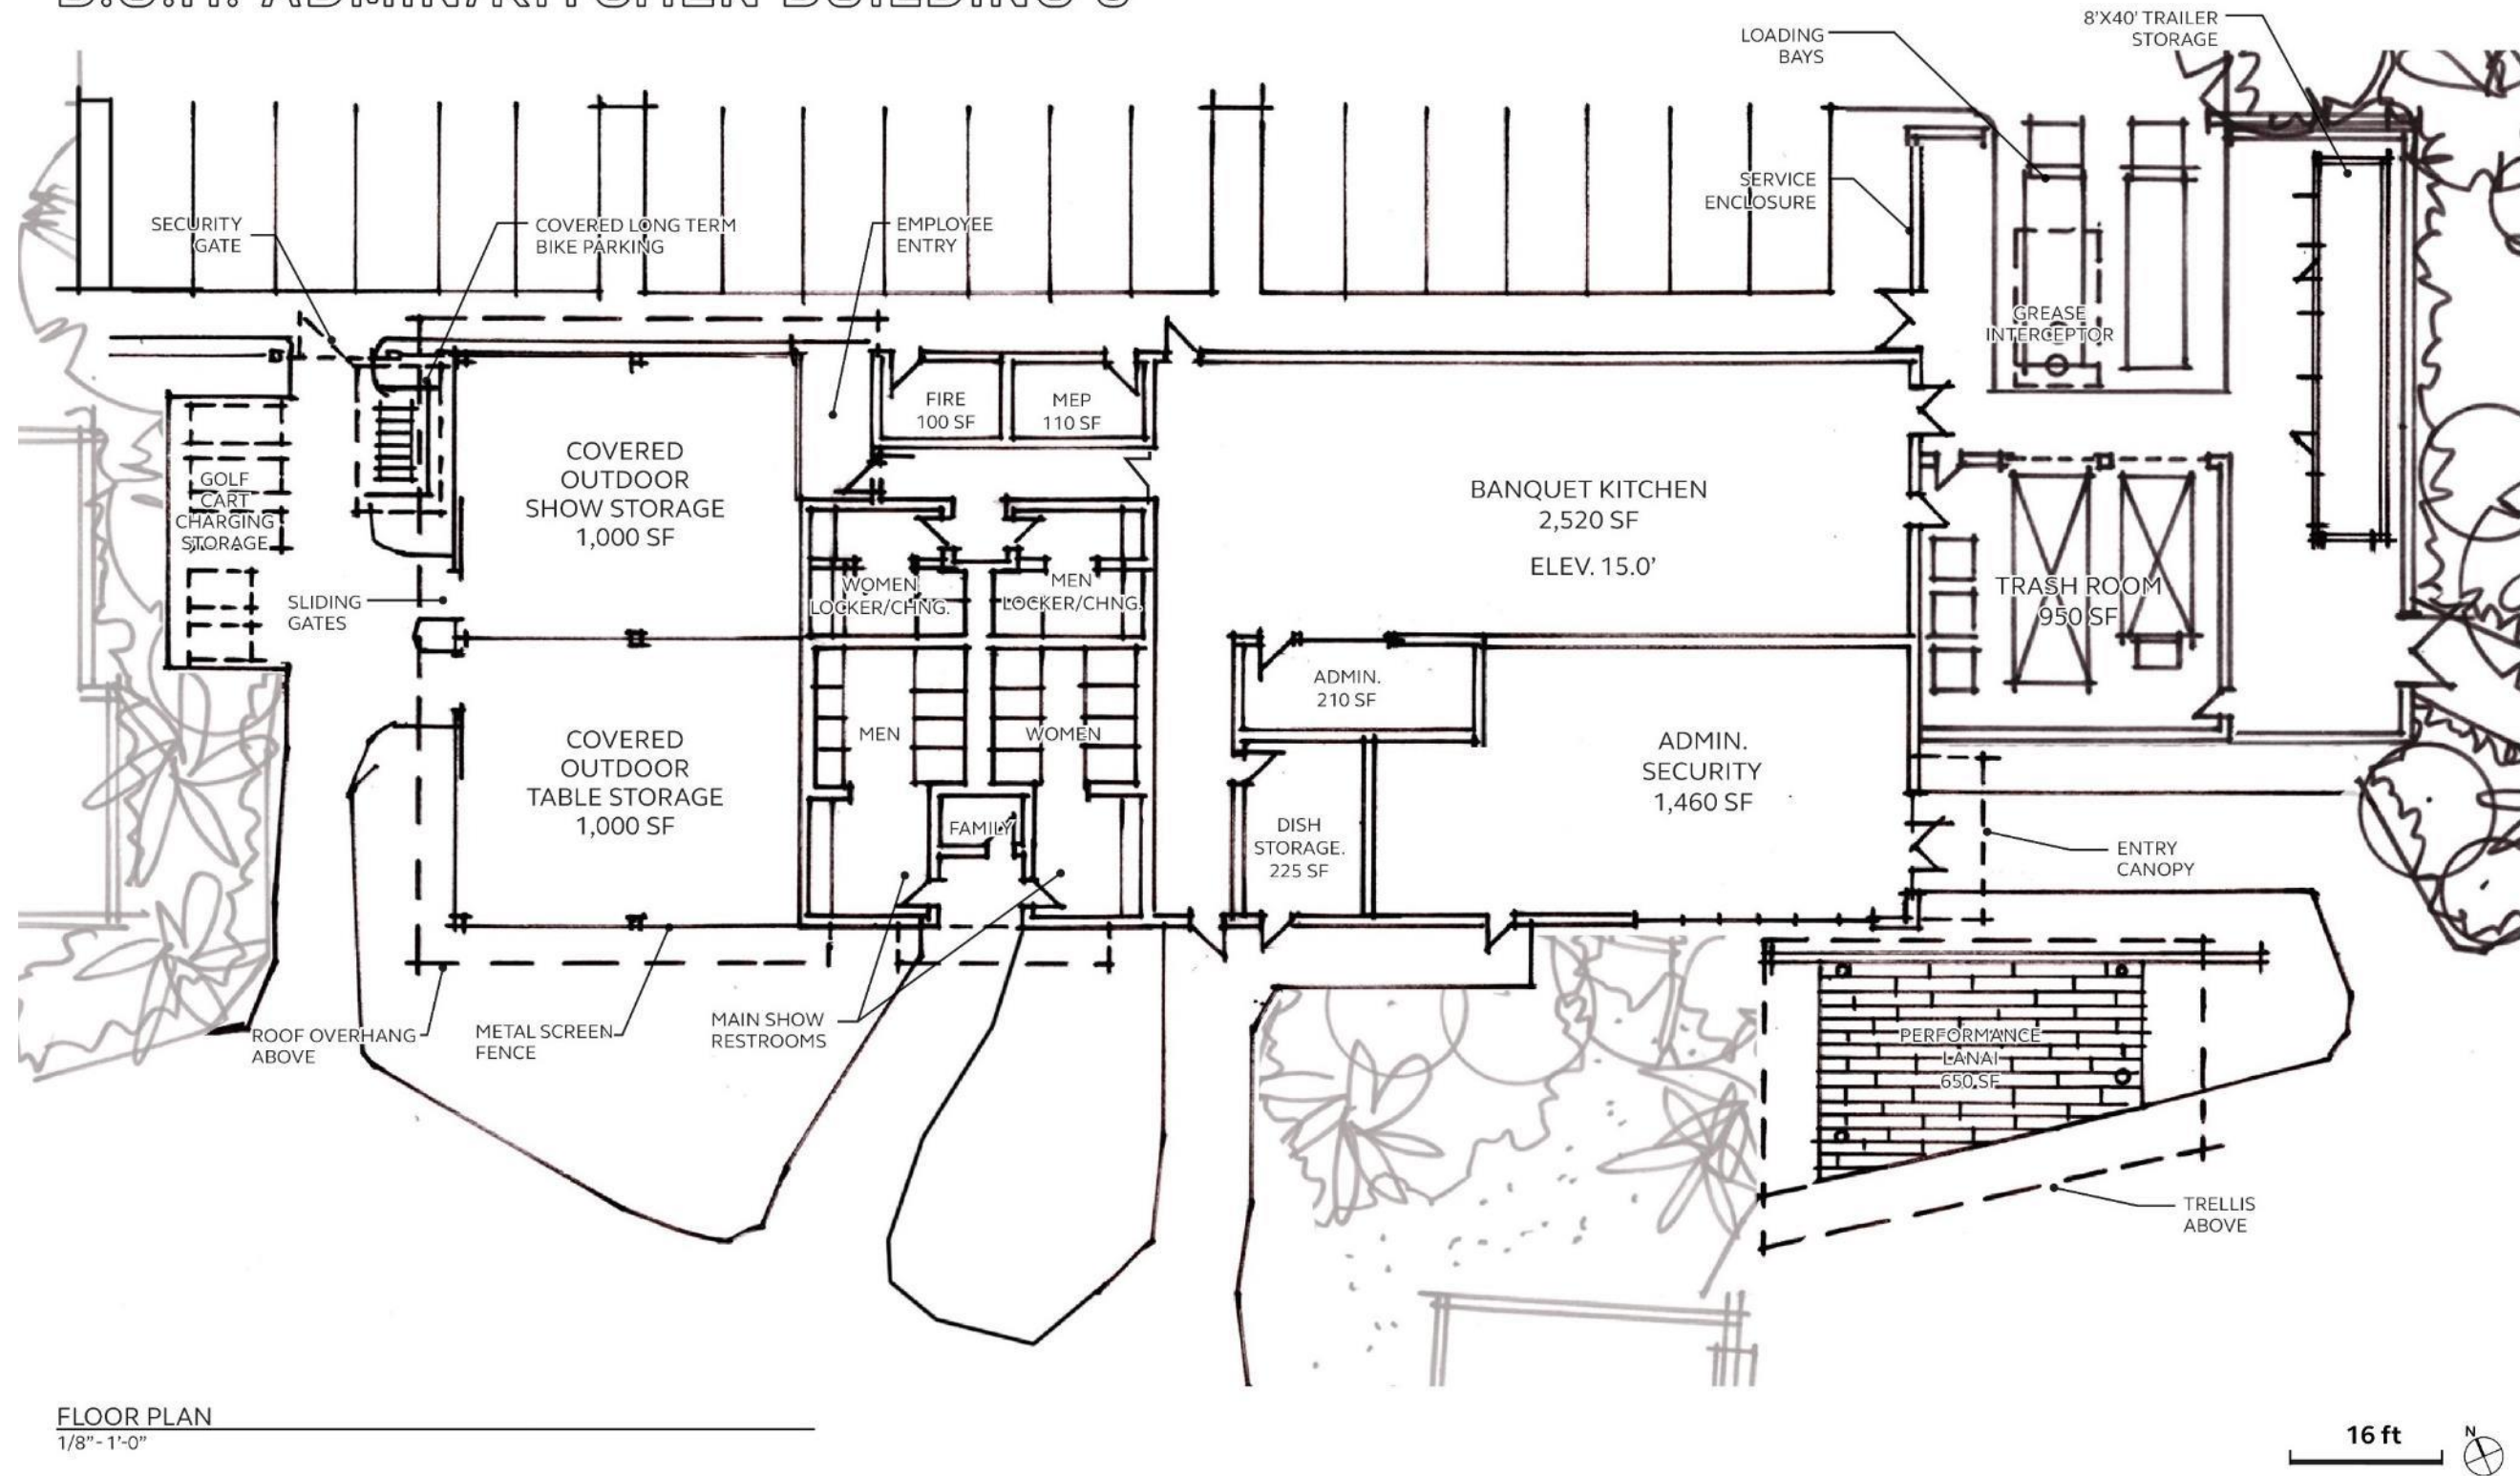 B.O.H. ADMIN/KITCHEN BUILDING 3
8'X40' TRAILER
STORAGE
LOADING
BAYS
SERVICE
ENCLOSURE
SECURITY
GATE
COVERED LONG TERM
BIKE PARKING
EMPLOYEE
ENTRY
GREASE
INTERCEPTOR
FIRE
100 SF
MEP
110 SF
COVERED
OUTDOOR
SHOW STORAGE
1,000 SF
GOLF
CART
CHARGING
STORAGE
BANQUET KITCHEN
2,520 SF
ELEV. 15.0'
WOMEN
LOCKER/CHNG.
MEN
LOCKER/CHNG.
SLIDING
GATES
TRASH ROOM
950 SF
ADMIN.
210 SF
COVERED
OUTDOOR
TABLE STORAGE
1,000 SF
MEN
WOMEN
ADMIN.
SECURITY
1,460 SF
FAMILY
DISH
STORAGE.
225 SF
ENTRY
CANOPY
ROOF OVERHANG
ABOVE
METAL SCREEN
FENCE
MAIN SHOW
RESTROOMS
PERFORMANCE
LANAI
650 SF
TRELLIS
ABOVE
FLOOR PLAN
1/8”- 1’-0”
16 ft
N